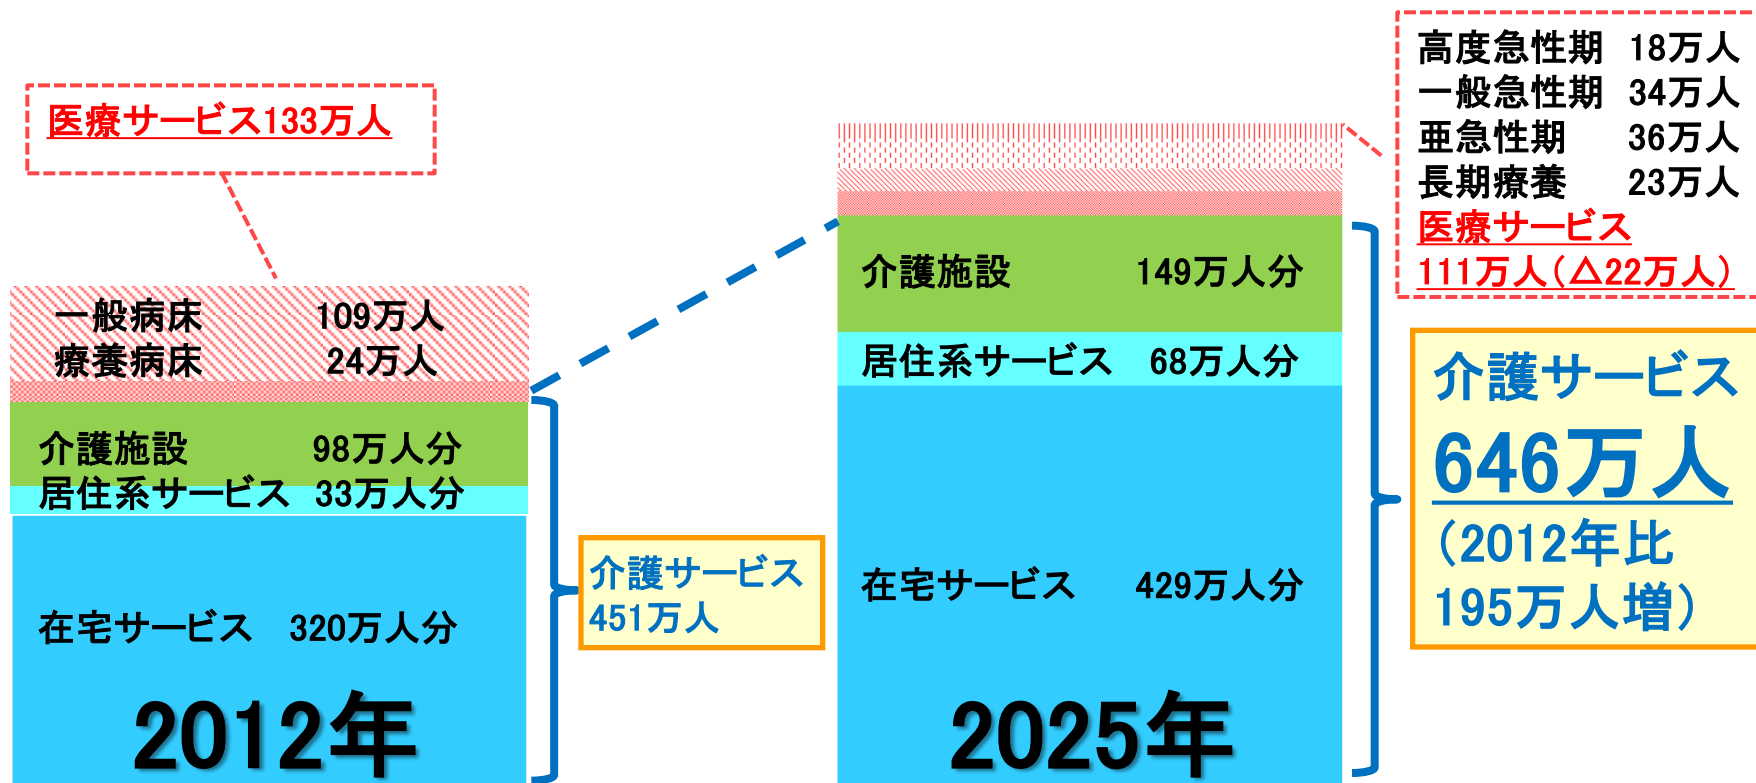 医療サービス133万人
一般病床 109万人
療養病床 24万人
介護施設 98万人分
居住系サービス 33万人分
在宅サービス 320万人分
2012年
介護サービス
451万人
介護施設 149万人分
居住系サービス 68万人分
在宅サービス 429万人分
2025年
高度急性期 18万人
一般急性期 34万人
亜急性期 36万人
長期療養 23万人
医療サービス
111万人(△22万人)
介護サービス
646万人
(2012年比
195万人増)